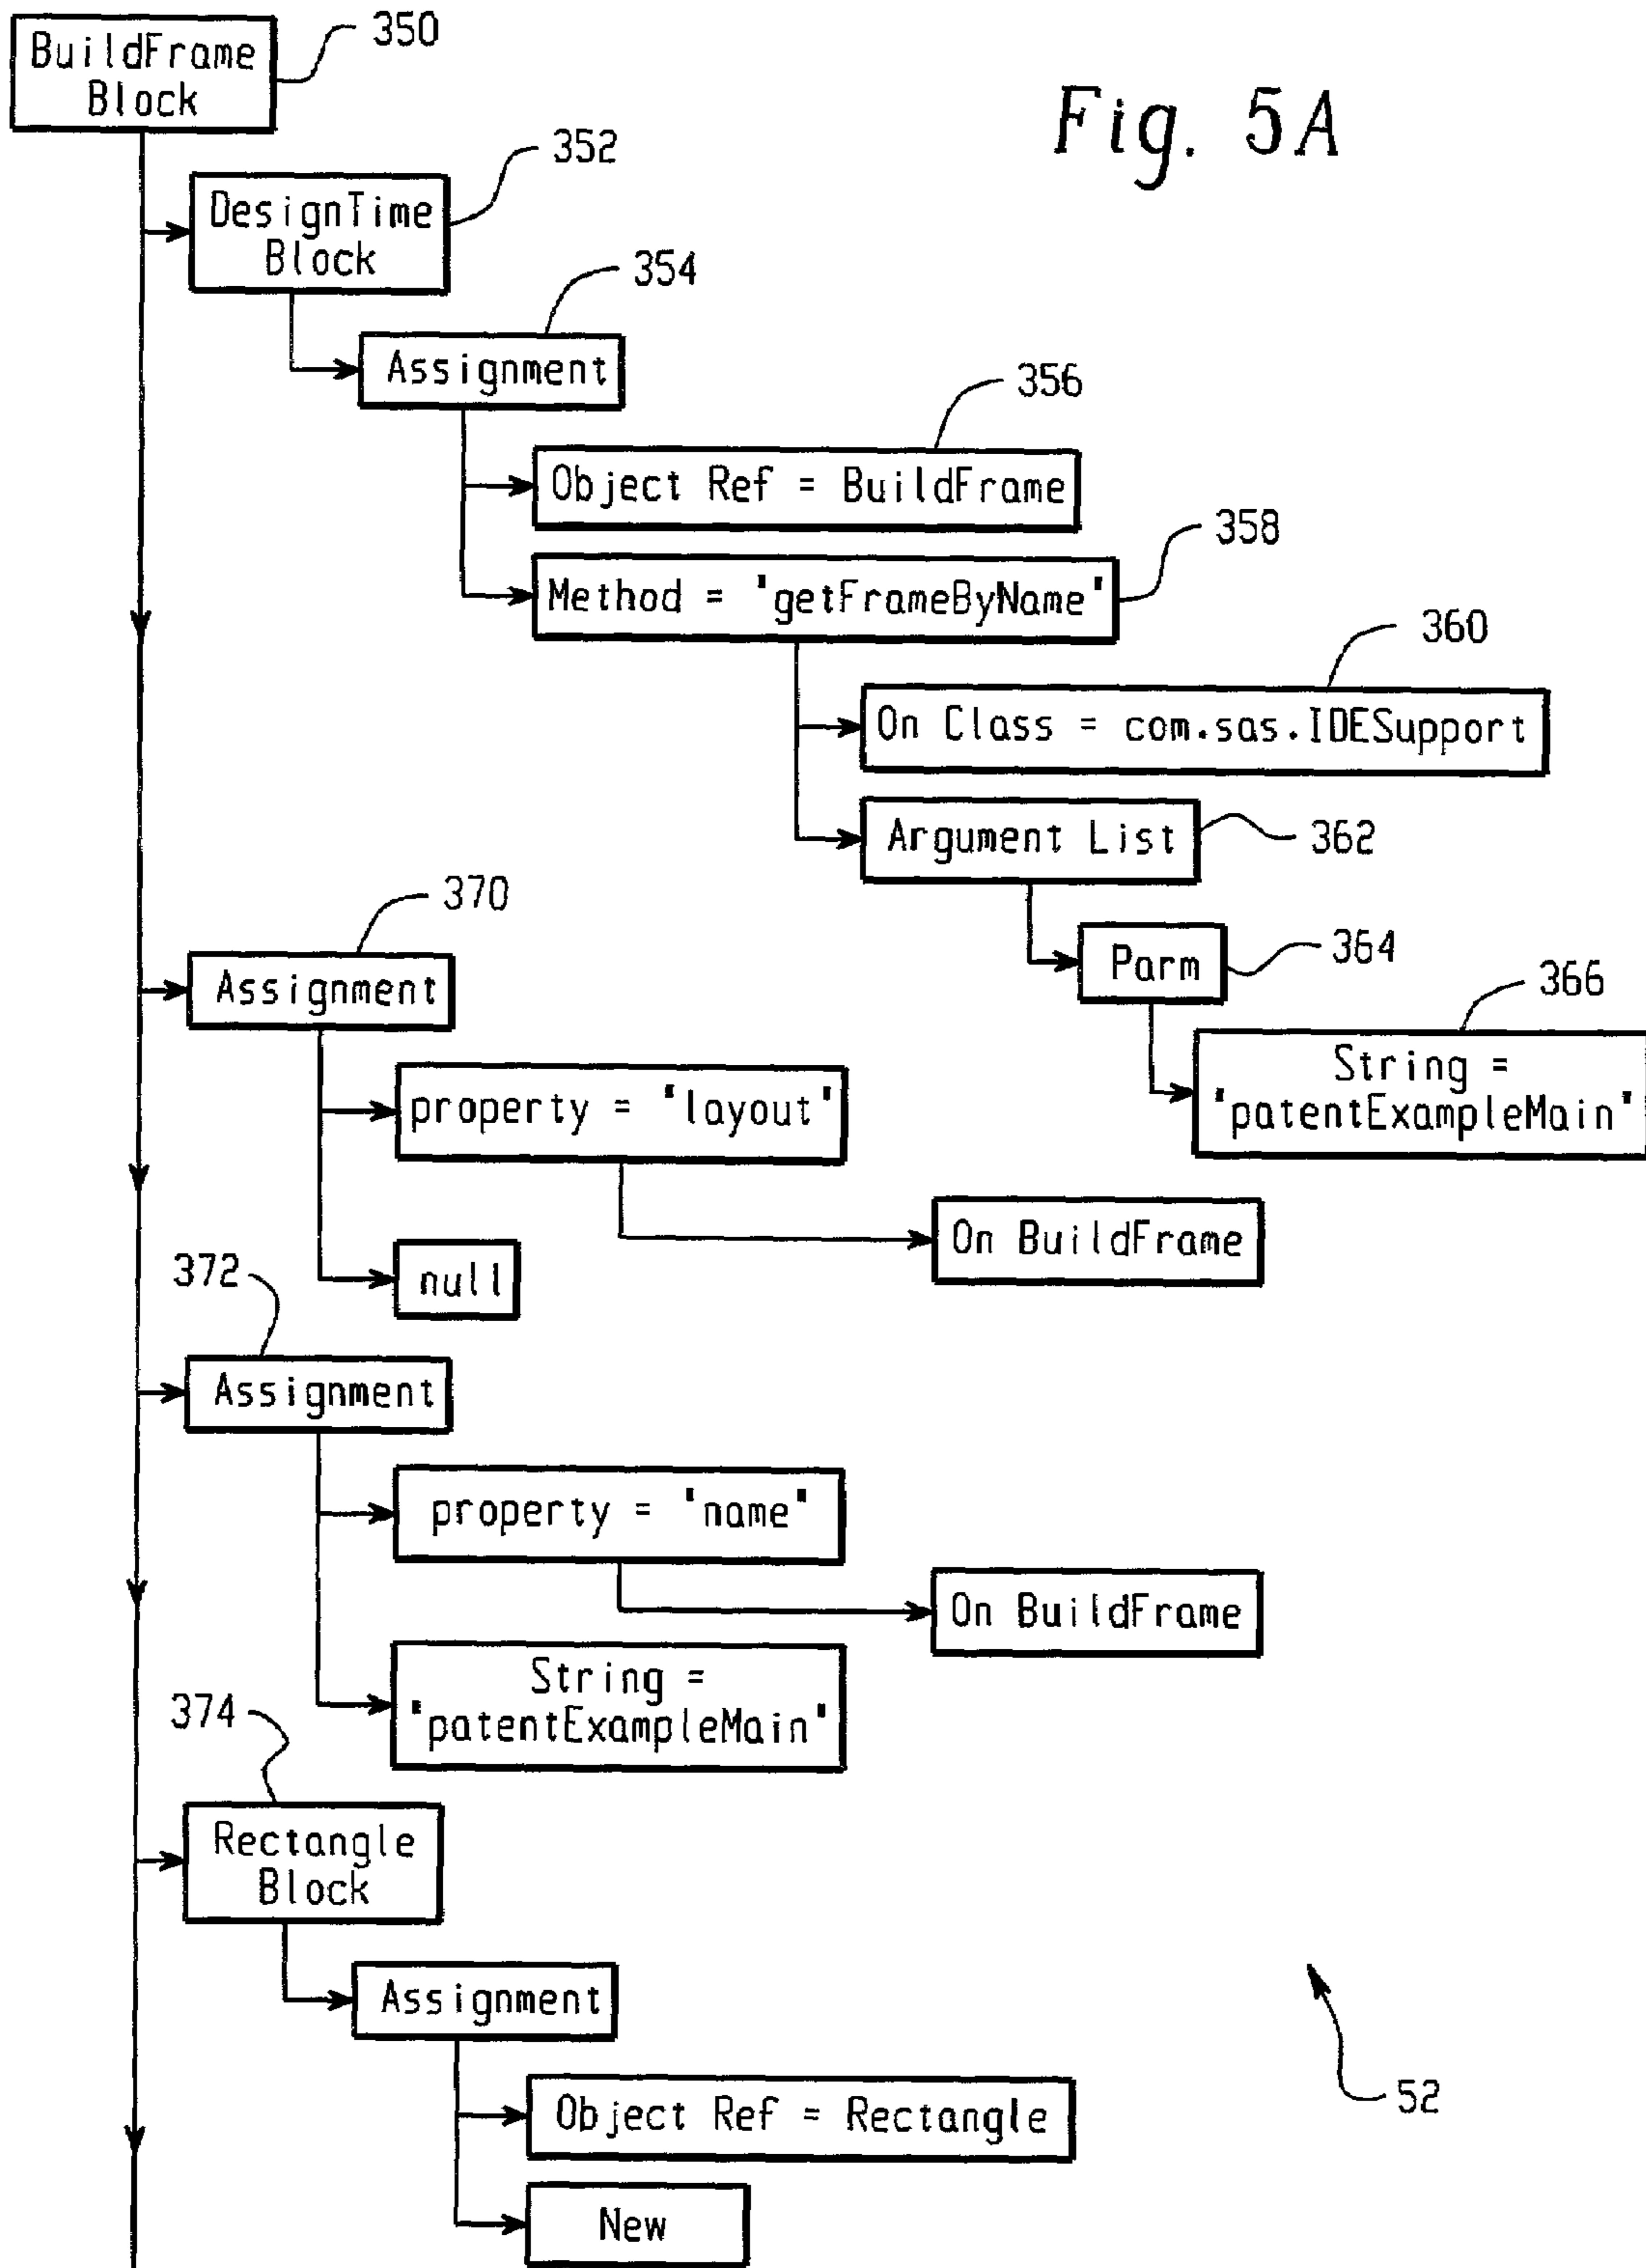 350
BuildFrame
Block
Fig. 5A
352
DesignTime
Block
354
Assignment
356
Object Ref = BuildFrame
358
Method = "getFrameByName"
360
On Class = com.sas.IDESupport
Argument List
362
370
Parm
364
Assignment
366
String =
"patentExampleMain"
property = "layout"
On BuildFrame
null
372
Assignment
property = "name"
On BuildFrame
String =
"patentExampleMain"
374
Rectangle
Block
Assignment
52
Object Ref = Rectangle
New